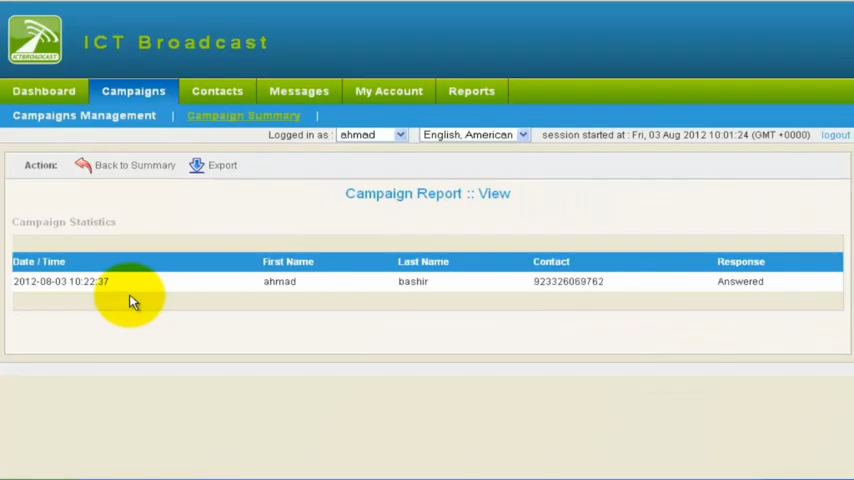 ICTBROADCAST
ICT Broadcast
Dashboard Campaigns Contacts Messages My Account Reports
Campaigns Management | Campaign Summary |
Logged in as : ahmad English, American session started at : Fri, 03 Aug 2012 10:01:24 (GMT +0000) logout
Action: Back to Summary Export
Campaign Report :: View
Campaign Statistics
Date / Time First Name Last Name Contact Response
2012-08-03 10:22:37 ahmad bashir 923326069762 Answered